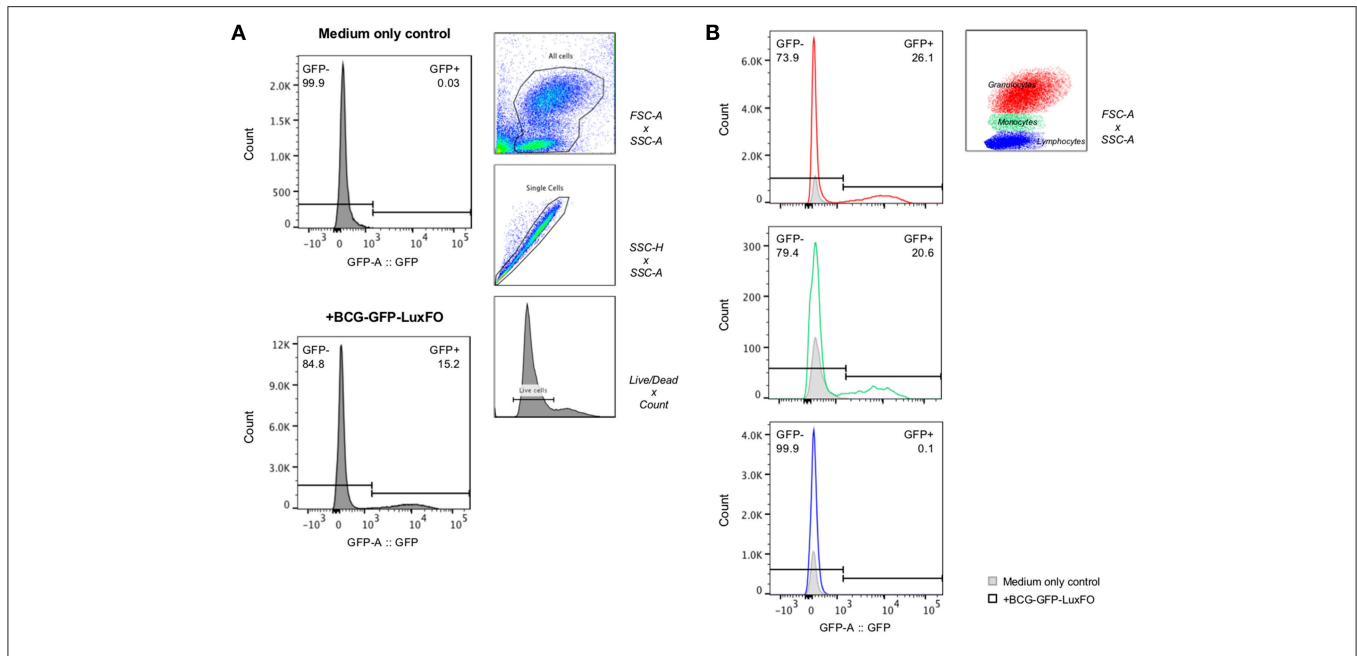 A
Medium only control
GFP-
99.9
GFP+
0.03
2.0K
1.5K
1.0K
500
0
Count
-10³ 0 10³ 10⁴ 10⁵
GFP-A :: GFP
All cells
FSC-A
x
SSC-A
Single Cells
SSC-H
x
SSC-A
Live cells
Live/Dead
x
Count
+BCG-GFP-LuxFO
GFP-
84.8
GFP+
15.2
12K
9.0K
6.0K
3.0K
0
Count
-10³ 0 10³ 10⁴ 10⁵
GFP-A :: GFP
B
GFP-
73.9
GFP+
26.1
6.0K
4.0K
2.0K
0
Count
Granulocytes
Monocytes
Lymphocytes
FSC-A
x
SSC-A
GFP-
79.4
GFP+
20.6
300
200
100
0
Count
GFP-
99.9
GFP+
0.1
4.0K
3.0K
2.0K
1.0K
0
Count
-10³ 0 10³ 10⁴ 10⁵
GFP-A :: GFP
Medium only control
+BCG-GFP-LuxFO